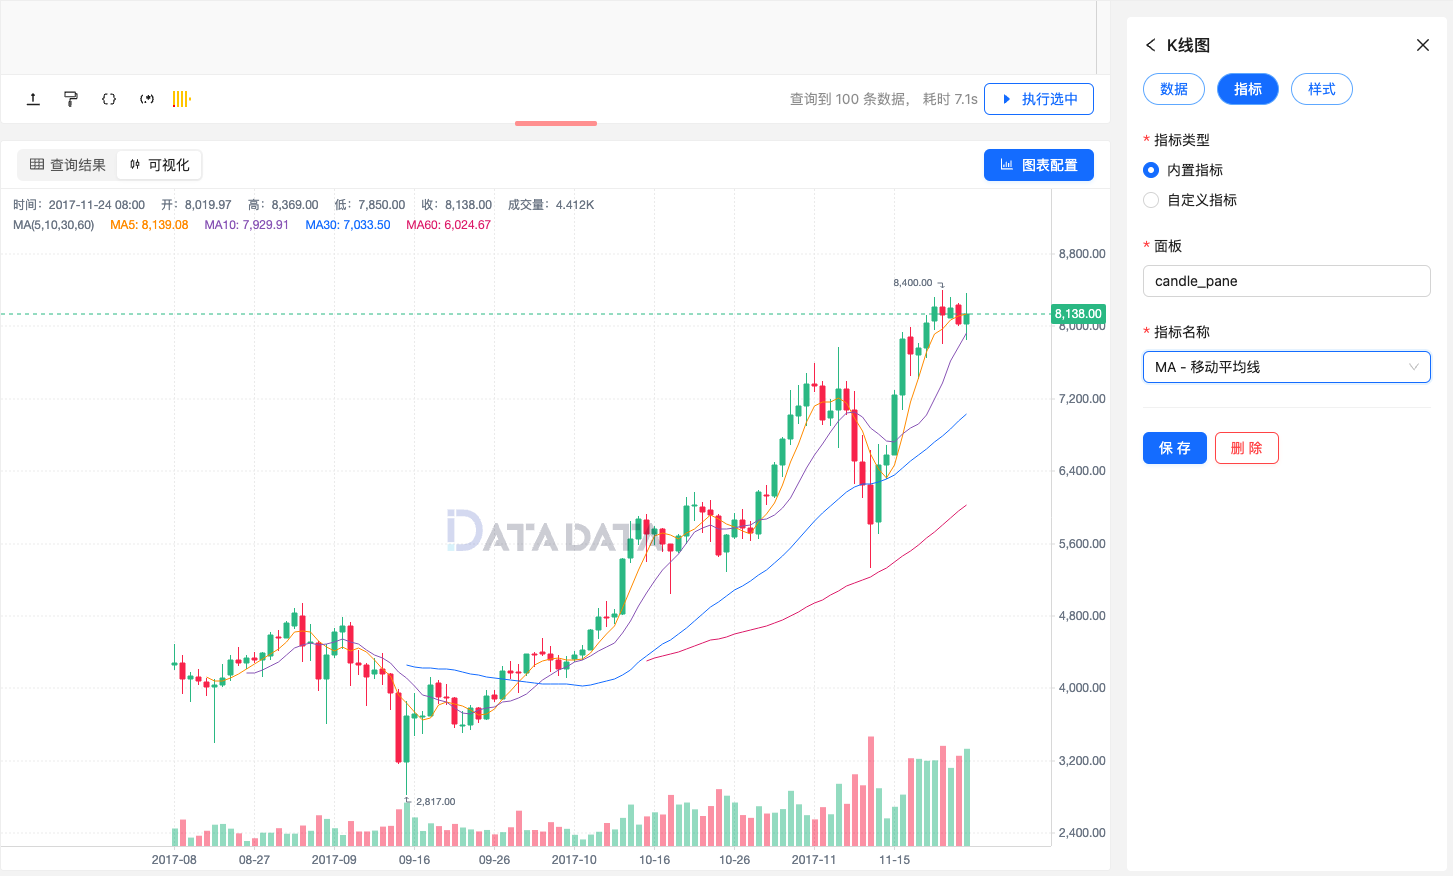 查询到 100 条数据， 耗时 7.1s
执行选中
查询结果
可视化
图表配置
时间：2017-11-24 08:00 开：8,019.97 高：8,369.00 低：7,850.00 收：8,138.00 成交量：4.412K
MA(5,10,30,60) MA5: 8,139.08 MA10: 7,929.91 MA30: 7,033.50 MA60: 6,024.67
8,800.00
8,400.00
8,138.00
8,000.00
7,200.00
6,400.00
5,600.00
4,800.00
4,000.00
3,200.00
2,400.00
DATA DATA
2,817.00
2017-08 08-27 2017-09 09-16 09-26 2017-10 10-16 10-26 2017-11 11-15
K线图
数据 指标 样式
* 指标类型
内置指标
自定义指标
* 面板
candle_pane
* 指标名称
MA - 移动平均线
保存 删除